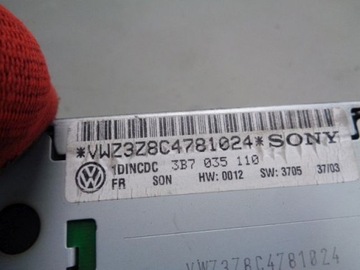 *VWZ3Z8C4781024* SONY
1DINCDC 3B7 035 110
FR SON HW: 0012 SW: 3705 37/03
VWZ3Z8C4781024